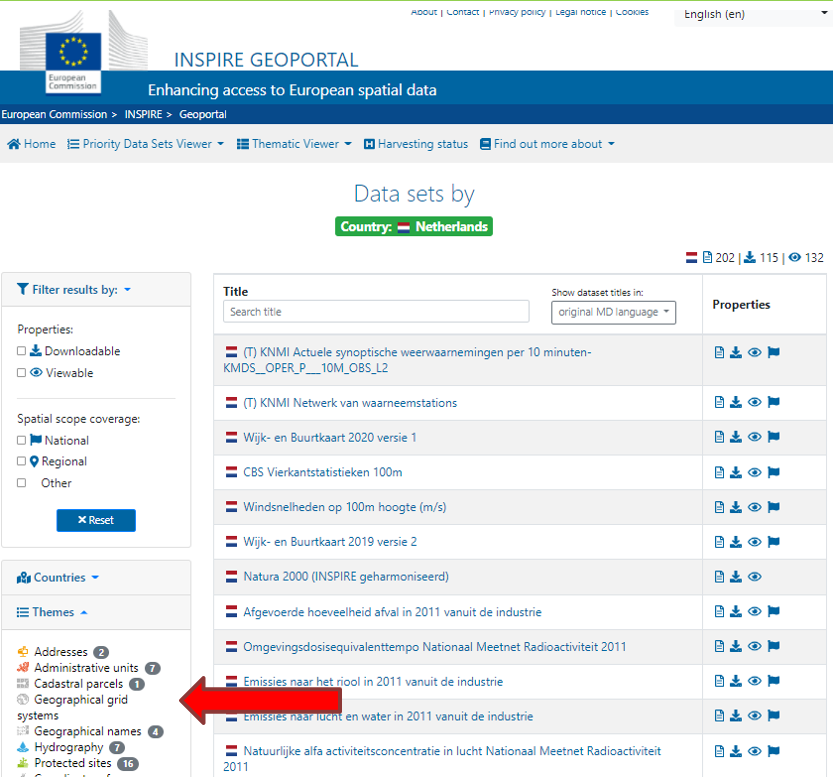 About | Contact | Privacy policy | Legal notice | Cookies
English (en)
European
Commission
INSPIRE GEOPORTAL
Enhancing access to European spatial data
European Commission > INSPIRE > Geoportal
Home Priority Data Sets Viewer Thematic Viewer Harvesting status Find out more about
Data sets by
Country: Netherlands
202 | 115 | 132
Filter results by:
Properties:
Downloadable
Viewable
Spatial scope coverage:
National
Regional
Other
Reset
Countries
Themes
Addresses 2
Administrative units 7
Cadastral parcels 1
Geographical grid
systems
Geographical names 4
Hydrography 7
Protected sites 16
Title
Search title
Show dataset titles in:
original MD language
Properties
(T) KNMI Actuele synoptische weerwaarnemingen per 10 minuten-
KMDS__OPER_P___10M_OBS_L2
(T) KNMI Netwerk van waarneemstations
Wijk- en Buurtkaart 2020 versie 1
CBS Vierkantstatistieken 100m
Windsnelheden op 100m hoogte (m/s)
Wijk- en Buurtkaart 2019 versie 2
Natura 2000 (INSPIRE geharmoniseerd)
Afgevoerde hoeveelheid afval in 2011 vanuit de industrie
Omgevingsdosisequivalenttempo Nationaal Meetnet Radioactiviteit 2011
Emissies naar het riool in 2011 vanuit de industrie
Emissies naar lucht en water in 2011 vanuit de industrie
Natuurlijke alfa activiteitsconcentratie in lucht Nationaal Meetnet Radioactiviteit
2011